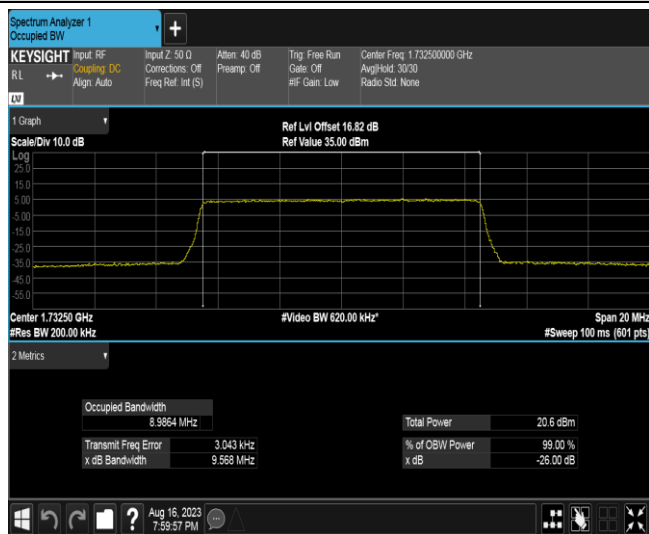 Spectrum Analyzer 1
Occupied BW
+
KEYSIGHT
RL
LXI
Input: RF
Coupling: DC
Align: Auto
Input Z: 50 Ω
Corrections: Off
Freq Ref: Int (S)
Atten: 40 dB
Preamp: Off
Trig: Free Run
Gate: Off
#IF Gain: Low
Center Freq: 1.732500000 GHz
Avg|Hold: 30/30
Radio Std: None
1 Graph
Scale/Div 10.0 dB
Ref Lvl Offset 16.82 dB
Ref Value 35.00 dBm
Log
25.0
15.0
5.00
-5.00
-15.0
-25.0
-35.0
-45.0
-55.0
Center 1.73250 GHz
#Video BW 620.00 kHz*
Span 20 MHz
#Res BW 200.00 kHz
#Sweep 100 ms (601 pts)
2 Metrics
Occupied Bandwidth
8.9864 MHz
Total Power 20.6 dBm
Transmit Freq Error 3.043 kHz
% of OBW Power 99.00 %
x dB Bandwidth 9.568 MHz
x dB -26.00 dB
?
Aug 16, 2023
7:59:57 PM